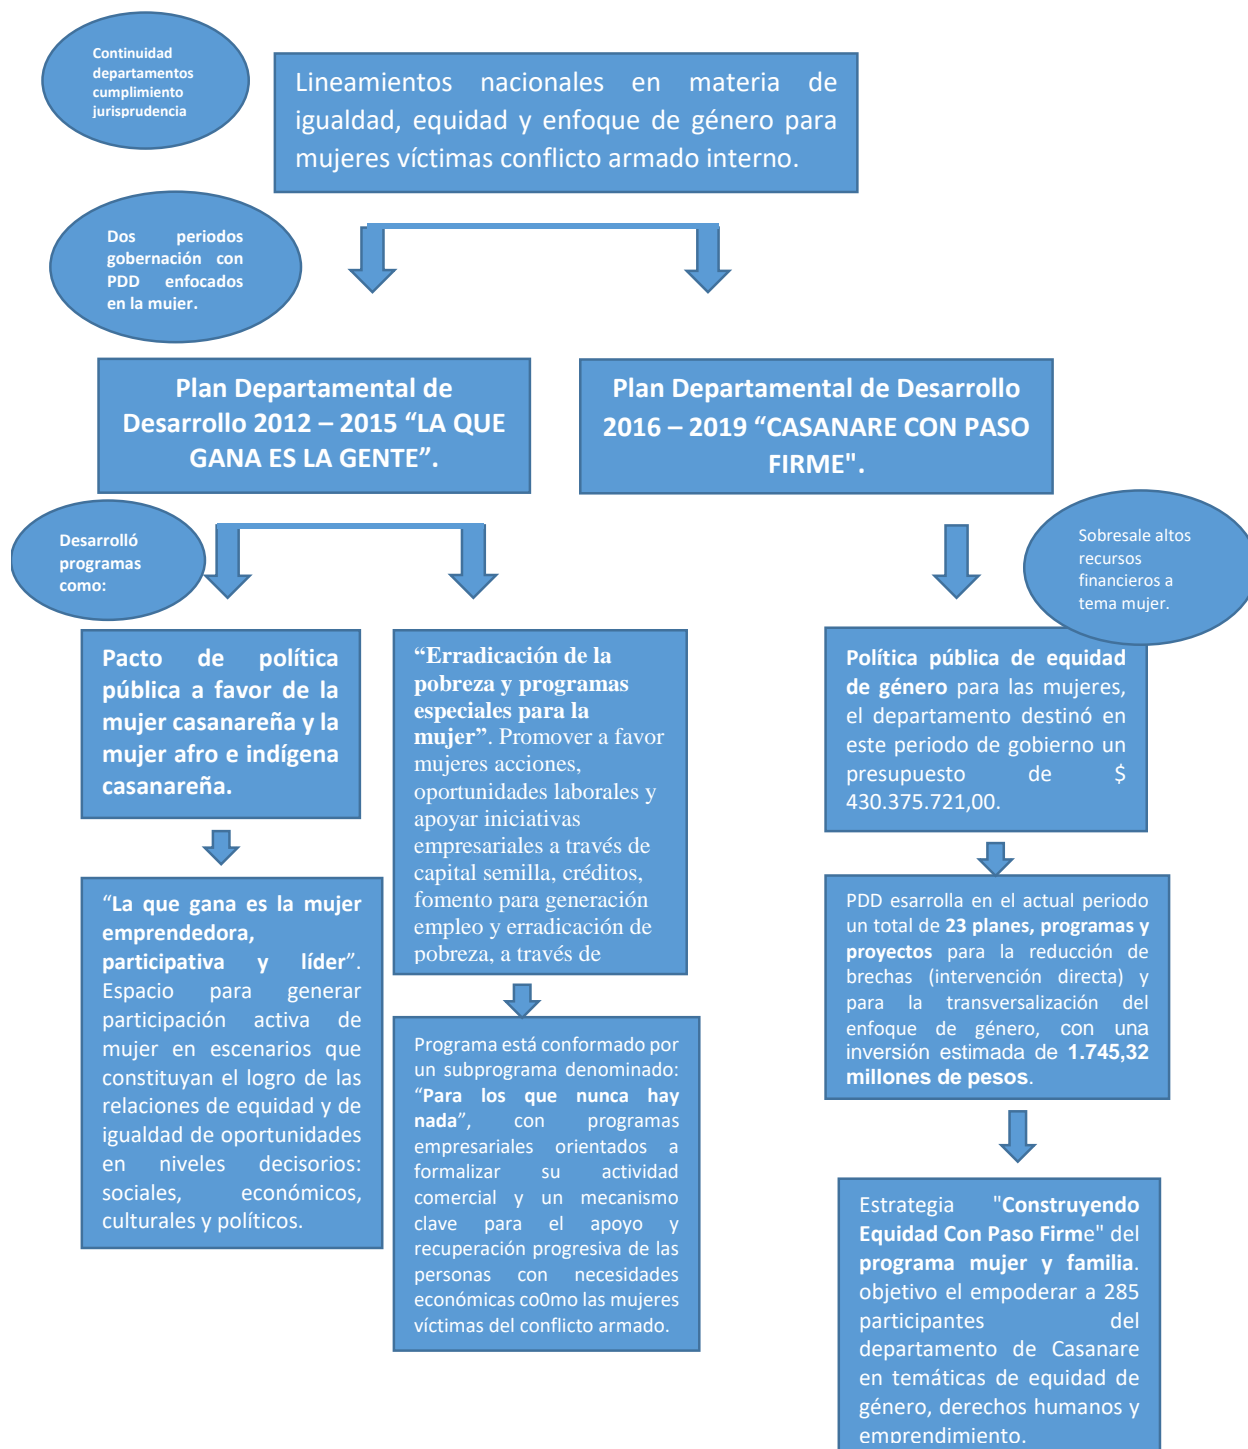 Continuidad
departamentos
cumplimiento
jurisprudencia
Lineamientos nacionales en materia de
igualdad, equidad y enfoque de género para
mujeres víctimas conflicto armado interno.
Dos periodos
gobernación con
PDD enfocados
en la mujer.
Plan Departamental de
Desarrollo 2012 – 2015 “LA QUE
GANA ES LA GENTE”.
Plan Departamental de Desarrollo
2016 – 2019 “CASANARE CON PASO
FIRME".
Desarrolló
programas
como:
Sobresale altos
recursos
financieros a
tema mujer.
Pacto de política
pública a favor de la
mujer casanareña y la
mujer afro e indígena
casanareña.
“Erradicación de la
pobreza y programas
especiales para la
mujer”. Promover a favor
mujeres acciones,
oportunidades laborales y
apoyar iniciativas
empresariales a través de
capital semilla, créditos,
fomento para generación
empleo y erradicación de
pobreza, a través de
Política pública de equidad
de género para las mujeres,
el departamento destinó en
este periodo de gobierno un
presupuesto de $
430.375.721,00.
“La que gana es la mujer
emprendedora,
participativa y líder”.
Espacio para generar
participación activa de
mujer en escenarios que
constituyan el logro de las
relaciones de equidad y de
igualdad de oportunidades
en niveles decisorios:
sociales, económicos,
culturales y políticos.
Programa está conformado por
un subprograma denominado:
“Para los que nunca hay
nada”, con programas
empresariales orientados a
formalizar su actividad
comercial y un mecanismo
clave para el apoyo y
recuperación progresiva de las
personas con necesidades
económicas co0mo las mujeres
víctimas del conflicto armado.
PDD esarrolla en el actual periodo
un total de 23 planes, programas y
proyectos para la reducción de
brechas (intervención directa) y
para la transversalización del
enfoque de género, con una
inversión estimada de 1.745,32
millones de pesos.
Estrategia "Construyendo
Equidad Con Paso Firme" del
programa mujer y familia.
objetivo el empoderar a 285
participantes del
departamento de Casanare
en temáticas de equidad de
género, derechos humanos y
emprendimiento.